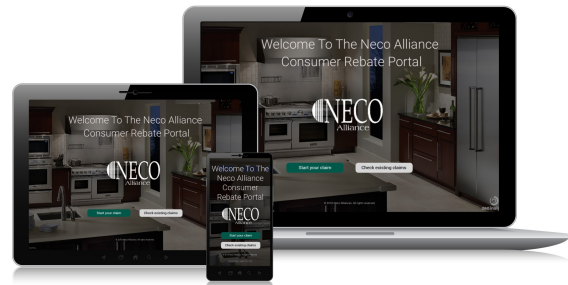 Welcome To The Neco Alliance
Consumer Rebate Portal
NECO
Alliance
Start your claim
Check existing claims
Welcome To The Neco Alliance
Consumer Rebate Portal
NECO
Alliance
Start your claim
Check existing claims
Welcome To The
Neco Alliance
Consumer
Rebate Portal
NECO
Alliance
Start your claim
Check existing claims